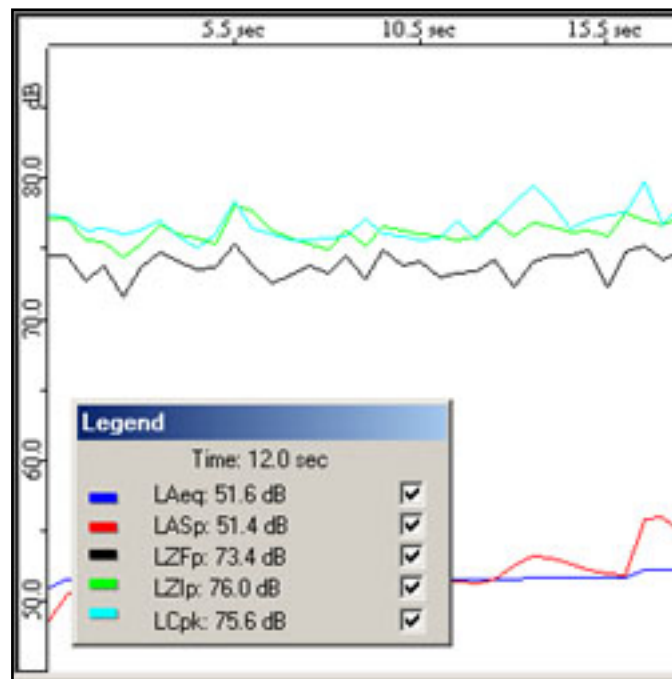 5.5 sec 10.5 sec 15.5 sec
dB
80.0
70.0
60.0
50.0
Legend
Time: 12.0 sec
LAeq: 51.6 dB
LASp: 51.4 dB
LZFp: 73.4 dB
LZIp: 76.0 dB
LCpk: 75.6 dB